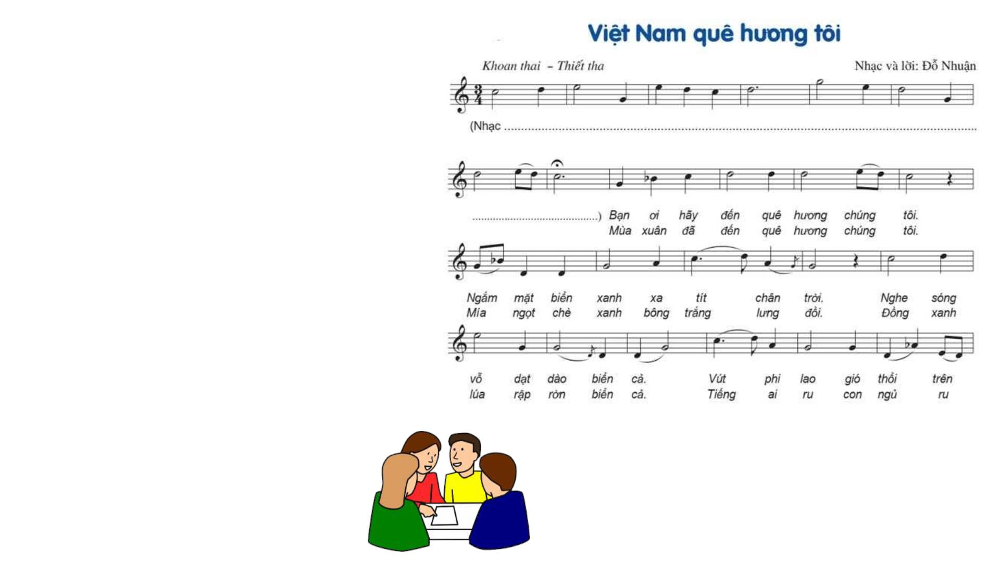 Việt Nam quê hương tôi
Khoan thai – Thiết tha
Nhạc và lời: Đỗ Nhuận
3
4
(Nhạc ..........................................................................................................................................
..........................................) Bạn ơi hãy đến quê hương chúng tôi.
Mùa xuân đã đến quê hương chúng tôi.
Ngắm mặt biển xanh xa tít chân trời. Nghe sóng
Mía ngọt chè xanh bông trắng lưng đồi. Đồng xanh
vỗ dạt dào biển cả. Vút phi lao gió thổi trên
lúa rập rờn biển cả. Tiếng ai ru con ngủ ru